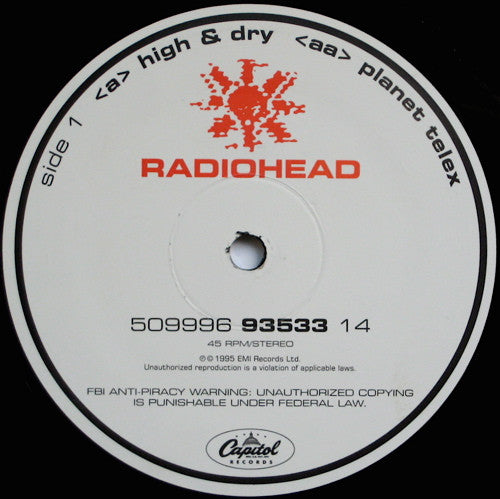 side 1 <a> high & dry <aa> planet telex
RADIOHEAD
509996 93533 14
45 RPM/STEREO
℗ © 1995 EMI Records Ltd.
Unauthorized reproduction is a violation of applicable laws.
FBI ANTI-PIRACY WARNING: UNAUTHORIZED COPYING
IS PUNISHABLE UNDER FEDERAL LAW.
Capitol
RECORDS